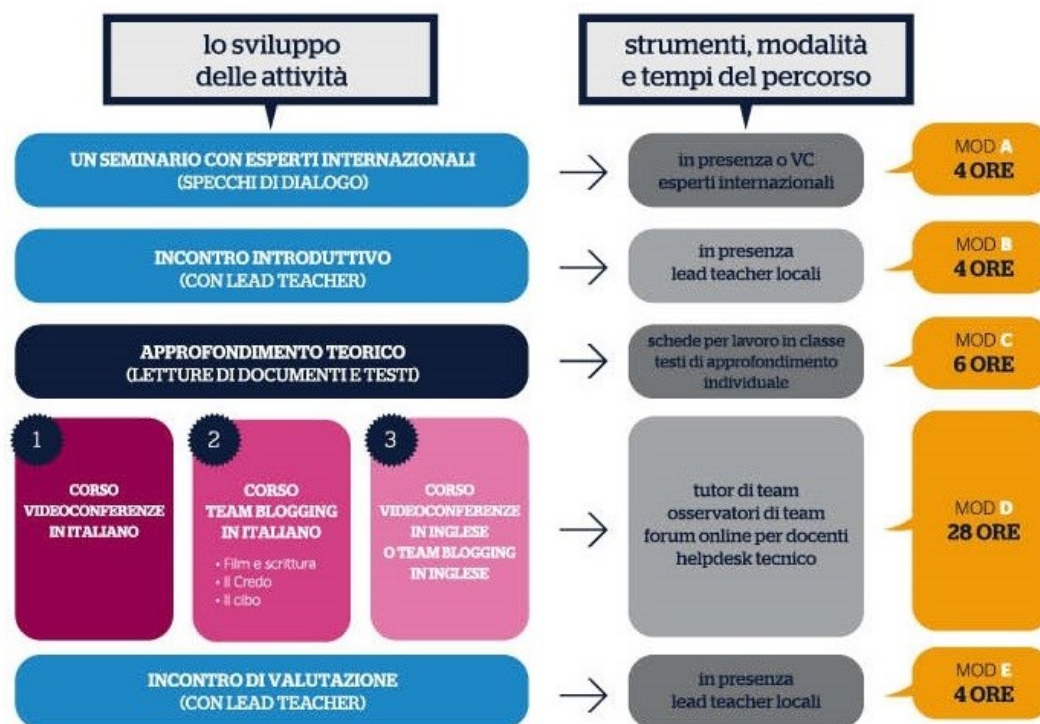 lo sviluppo
delle attività
strumenti, modalità
e tempi del percorso
UN SEMINARIO CON ESPERTI INTERNAZIONALI
(SPECCHI DI DIALOGO)
in presenza o VC
esperti internazionali
MOD A
4 ORE
INCONTRO INTRODUTTIVO
(CON LEAD TEACHER)
in presenza
lead teacher locali
MOD B
4 ORE
APPROFONDIMENTO TEORICO
(LETTURE DI DOCUMENTI E TESTI)
schede per lavoro in classe
testi di approfondimento
individuale
MOD C
6 ORE
1
CORSO
VIDEOCONFERENZE
IN ITALIANO
2
CORSO
TEAM BLOGGING
IN ITALIANO
• Film e scrittura
• Il Credo
• Il cibo
3
CORSO
VIDEOCONFERENZE
IN INGLESE
O TEAM BLOGGING
IN INGLESE
tutor di team
osservatori di team
forum online per docenti
helpdesk tecnico
MOD D
28 ORE
INCONTRO DI VALUTAZIONE
(CON LEAD TEACHER)
in presenza
lead teacher locali
MOD E
4 ORE